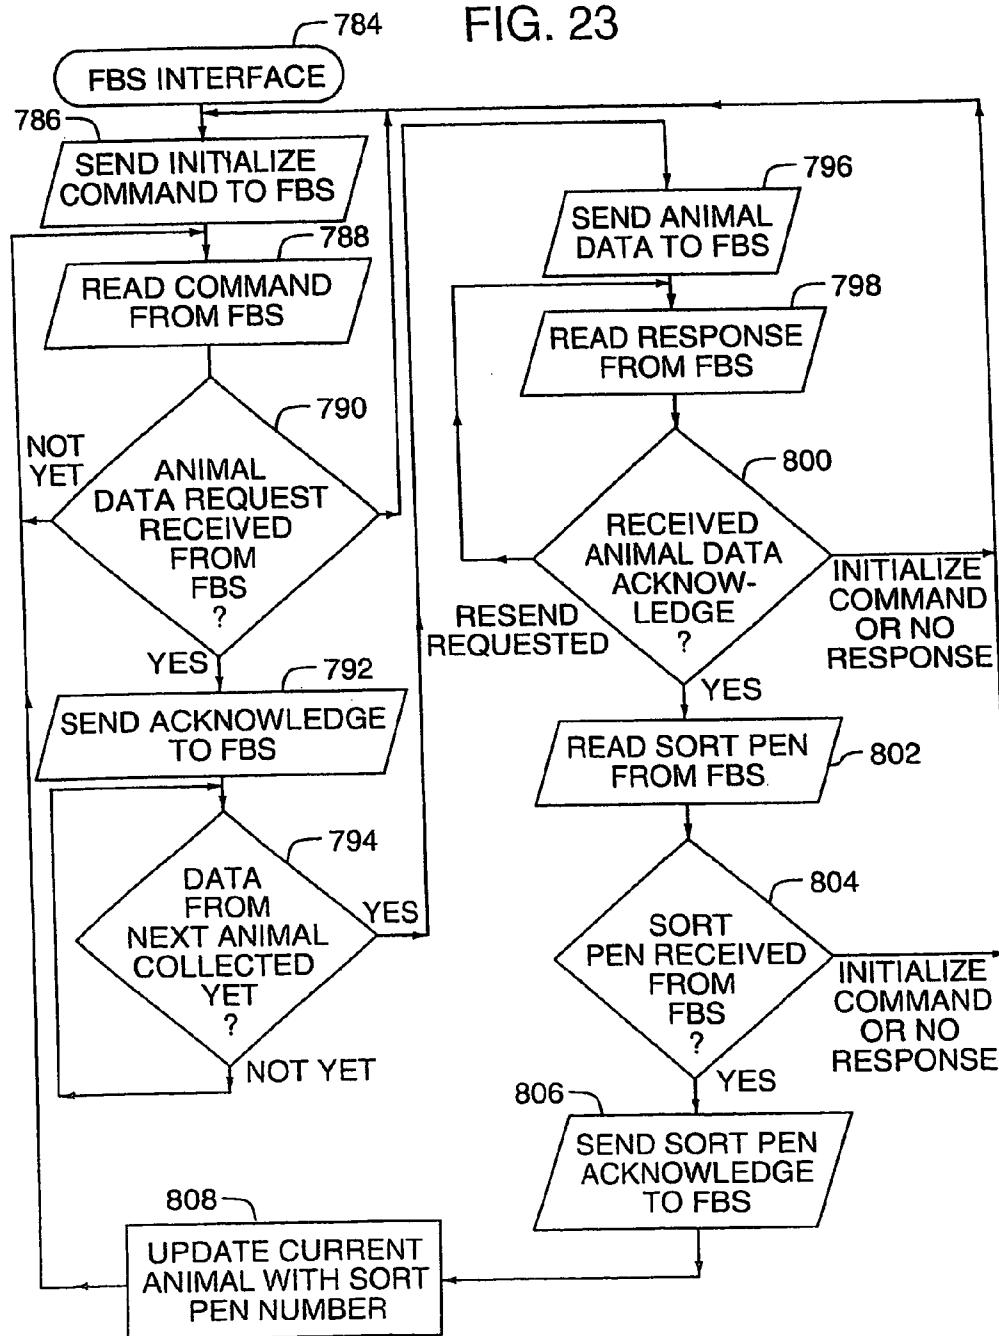 FIG. 23
784
FBS INTERFACE
786
SEND INITIALIZE
COMMAND TO FBS
788
READ COMMAND
FROM FBS
790
NOT
YET
ANIMAL
DATA REQUEST
RECEIVED
FROM
FBS
?
YES
792
SEND ACKNOWLEDGE
TO FBS
794
DATA
FROM
NEXT ANIMAL
COLLECTED
YET
?
YES
NOT YET
796
SEND ANIMAL
DATA TO FBS
798
READ RESPONSE
FROM FBS
800
RECEIVED
ANIMAL DATA
ACKNOW-
LEDGE
?
RESEND
REQUESTED
INITIALIZE
COMMAND
OR NO
RESPONSE
YES
READ SORT PEN
FROM FBS
802
804
SORT
PEN RECEIVED
FROM
FBS
?
INITIALIZE
COMMAND
OR NO
RESPONSE
YES
806
SEND SORT PEN
ACKNOWLEDGE
TO FBS
808
UPDATE CURRENT
ANIMAL WITH SORT
PEN NUMBER